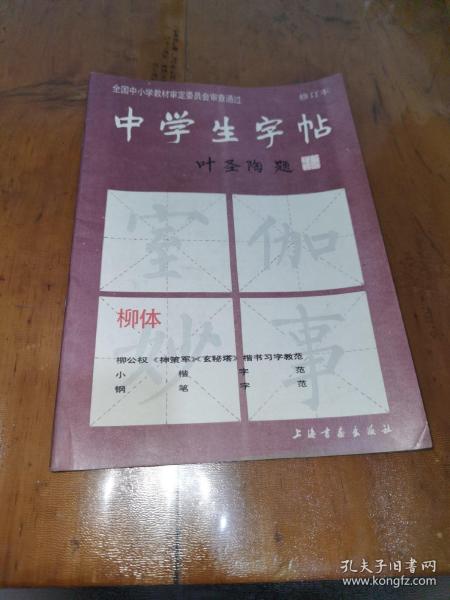 全国中小学教材审定委员会审查通过
修订本
中学生字帖
叶圣陶题
室 伽
妙 事
柳体
柳公权《神策军》《玄秘塔》楷书习字教范
小楷字范
钢笔字范
上海书画出版社
孔夫子旧书网
www.kongfz.com